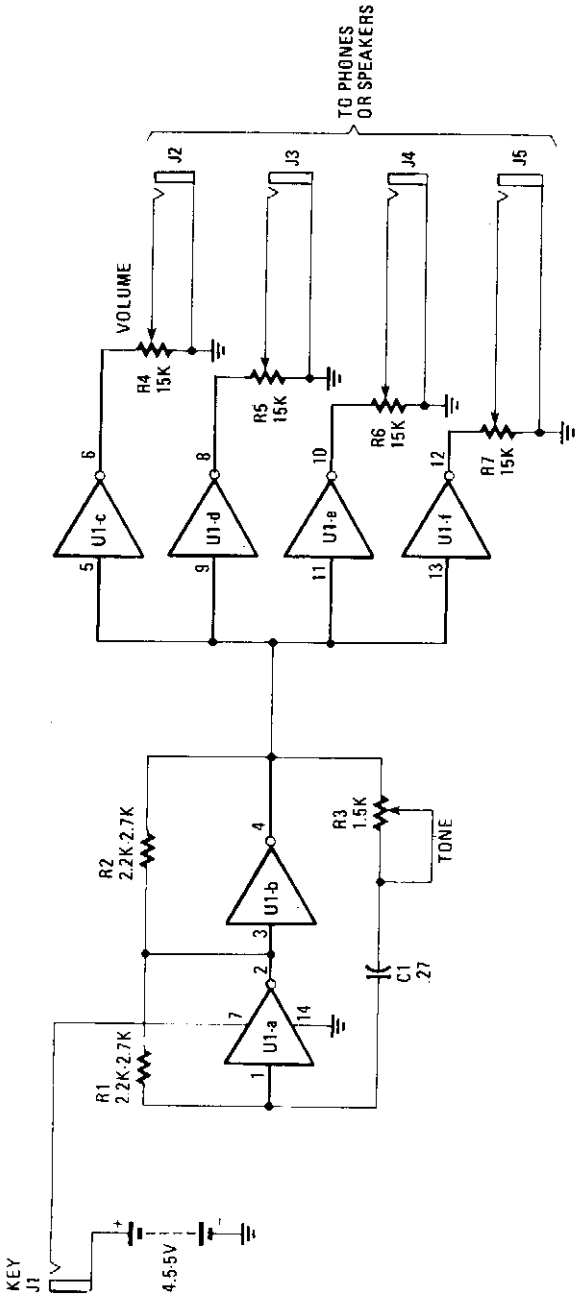 KEY
J1
+
-
4.5-5V
R1
2.2K-2.7K
R2
2.2K-2.7K
7
1
U1-a
2
14
3
U1-b
4
C1
.27
R3
1.5K
TONE
5
U1-c
6
9
U1-d
8
11
U1-e
10
13
U1-f
12
VOLUME
R4
15K
R5
15K
R6
15K
R7
15K
J2
J3
J4
J5
TO PHONES
OR SPEAKERS